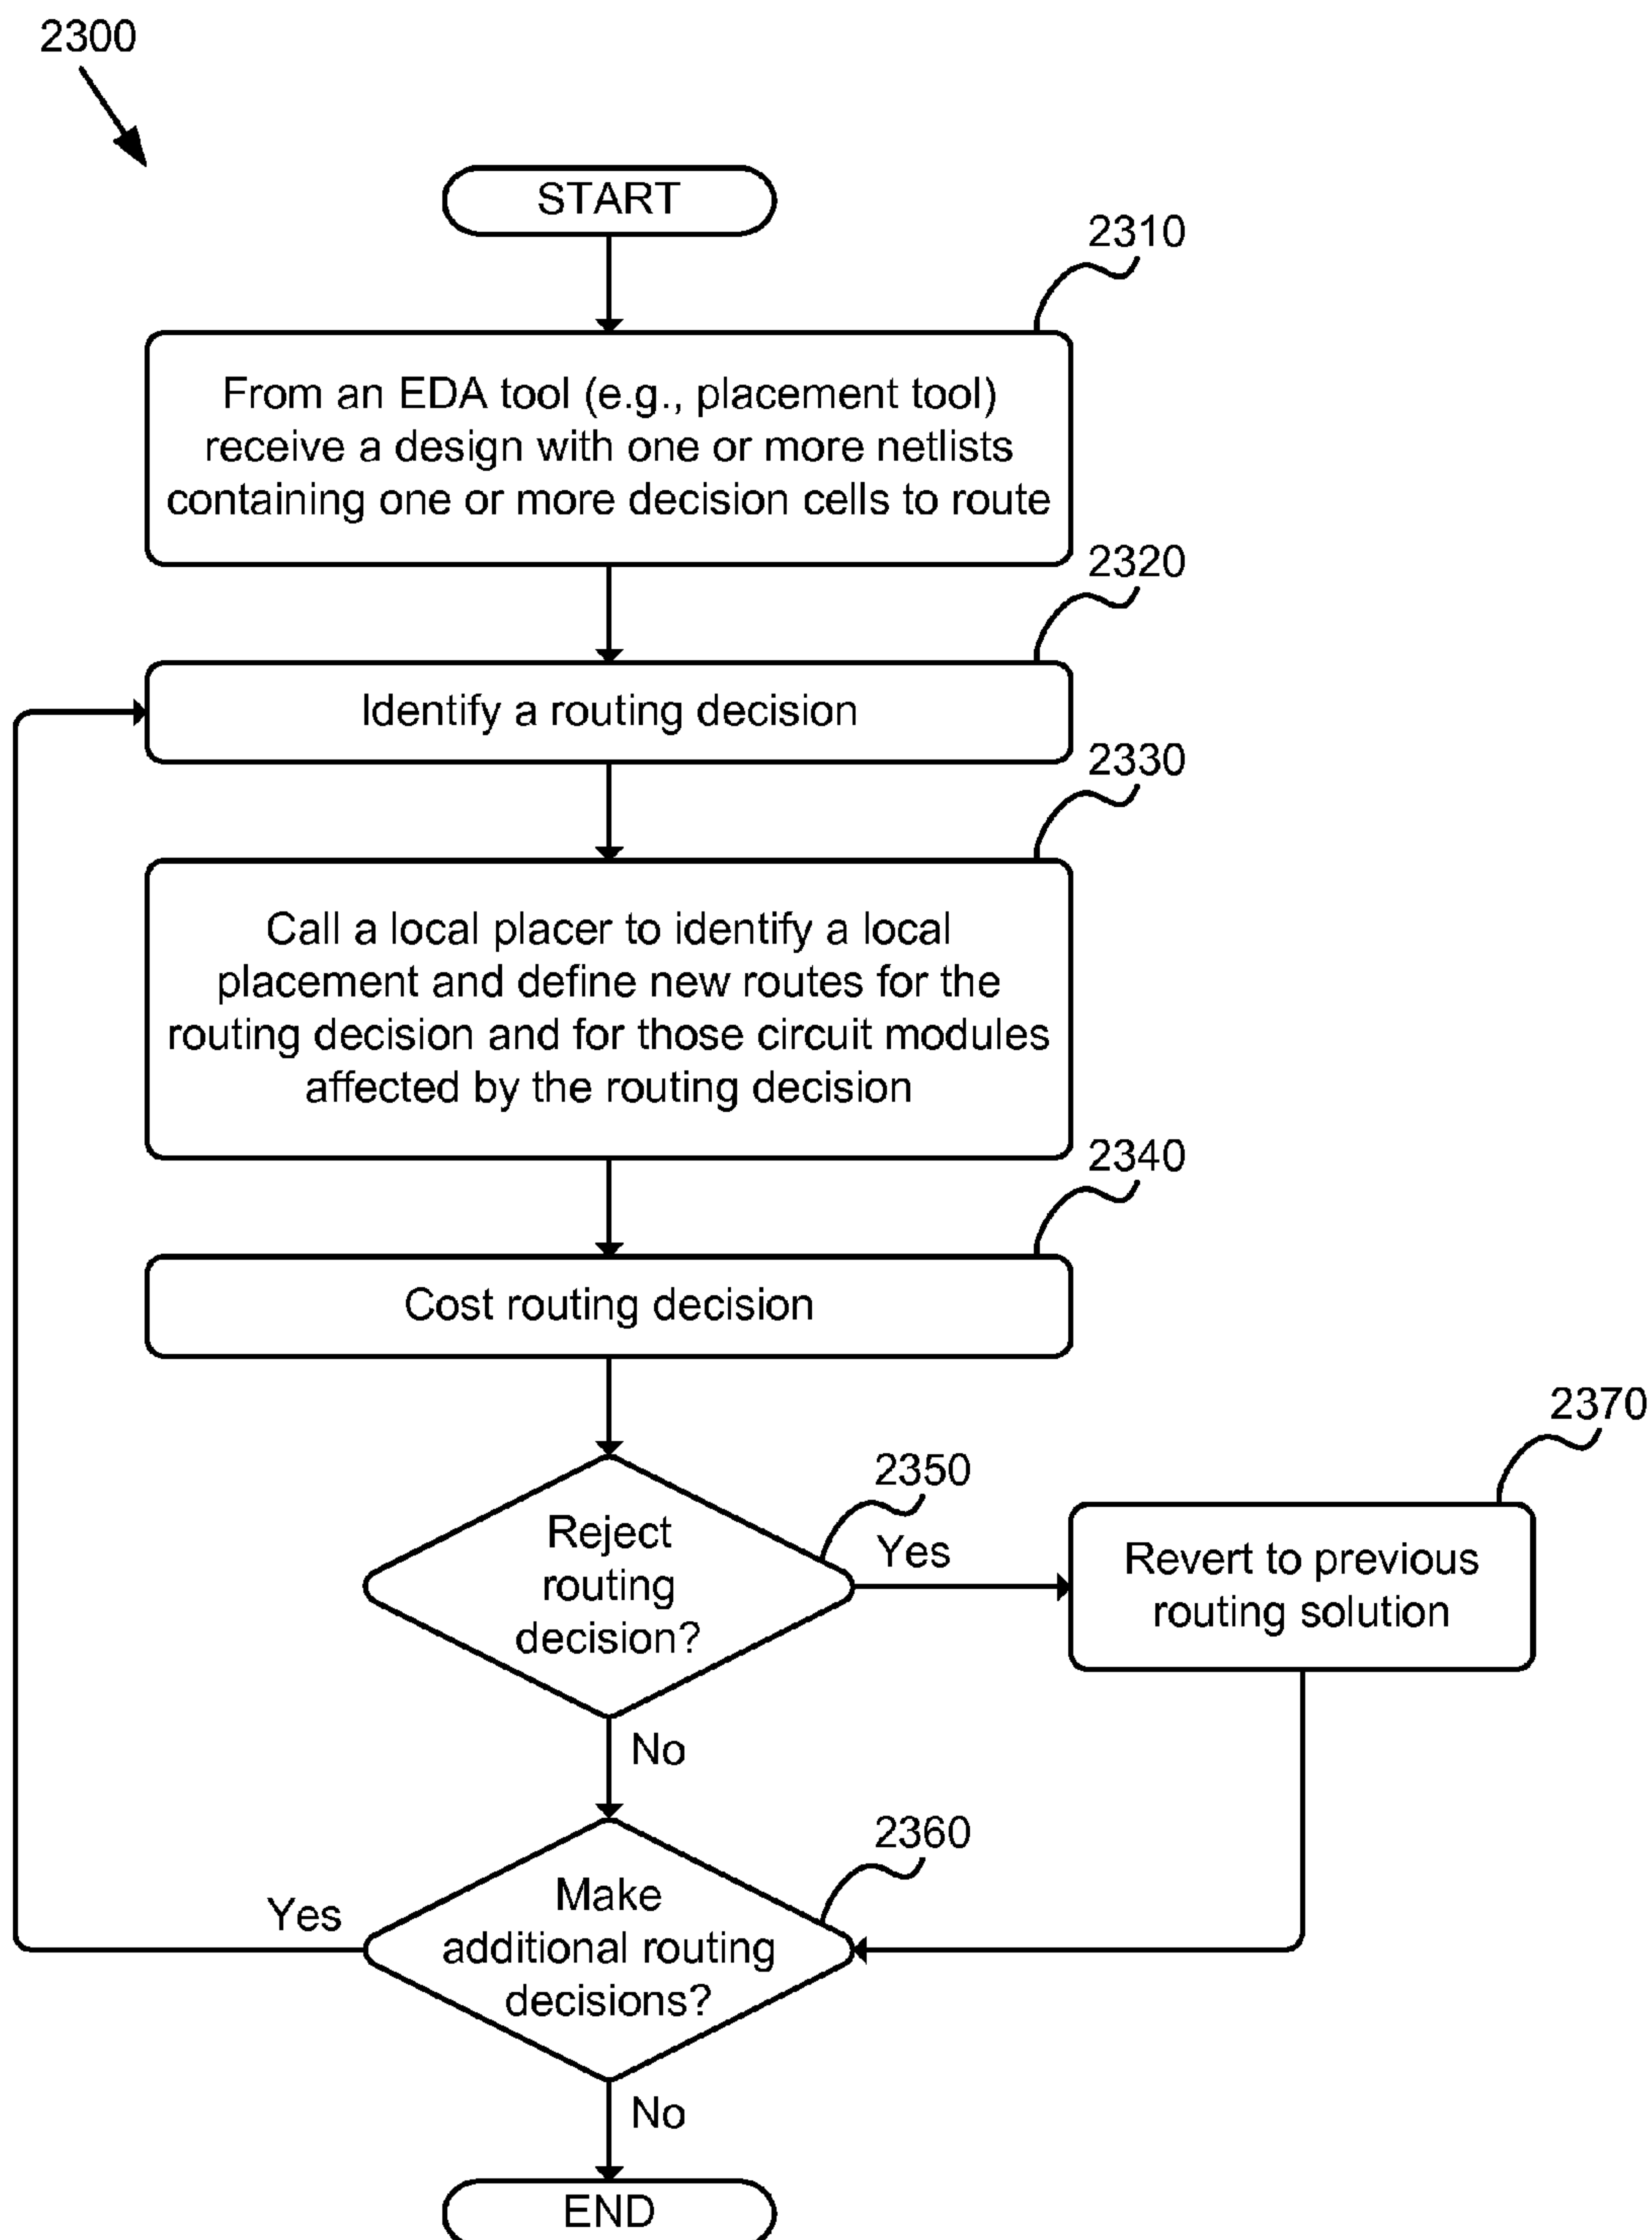 2300
START
2310
From an EDA tool (e.g., placement tool)
receive a design with one or more netlists
containing one or more decision cells to route
2320
Identify a routing decision
2330
Call a local placer to identify a local
placement and define new routes for the
routing decision and for those circuit modules
affected by the routing decision
2340
Cost routing decision
2350
Reject
routing
decision?
Yes
2370
Revert to previous
routing solution
No
2360
Make
additional routing
decisions?
Yes
No
END